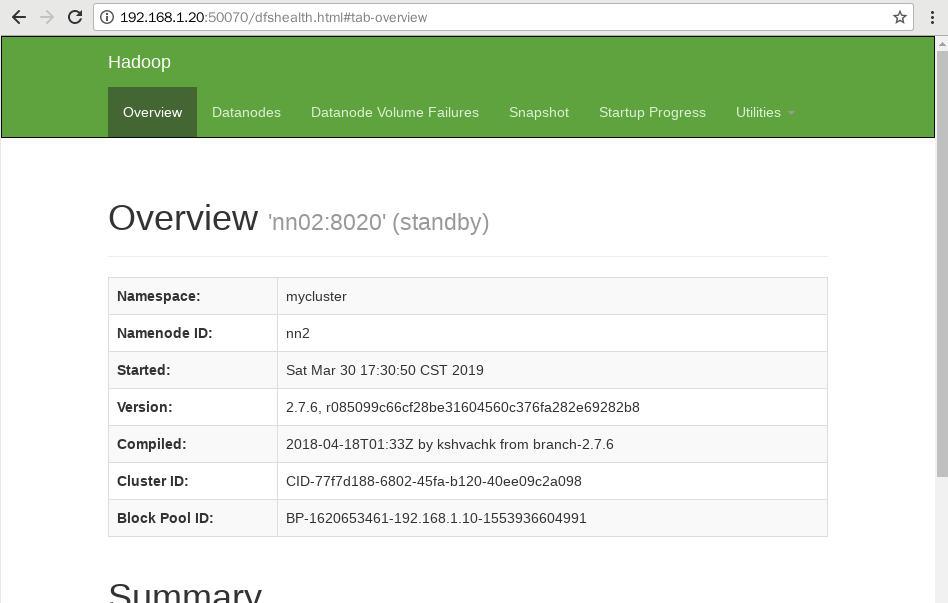 192.168.1.20:50070/dfshealth.html#tab-overview
Hadoop
Overview Datanodes Datanode Volume Failures Snapshot Startup Progress Utilities
Overview 'nn02:8020' (standby)
Namespace: mycluster
Namenode ID: nn2
Started: Sat Mar 30 17:30:50 CST 2019
Version: 2.7.6, r085099c66cf28be31604560c376fa282e69282b8
Compiled: 2018-04-18T01:33Z by kshvachk from branch-2.7.6
Cluster ID: CID-77f7d188-6802-45fa-b120-40ee09c2a098
Block Pool ID: BP-1620653461-192.168.1.10-1553936604991
Summary